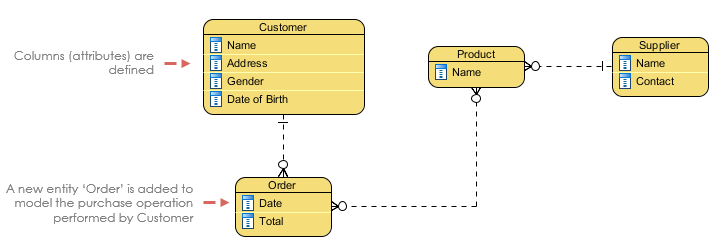 Columns (attributes) are
defined
Customer
Name
Address
Gender
Date of Birth
Product
Name
Supplier
Name
Contact
A new entity ‘Order’ is added to
model the purchase operation
performed by Customer
Order
Date
Total